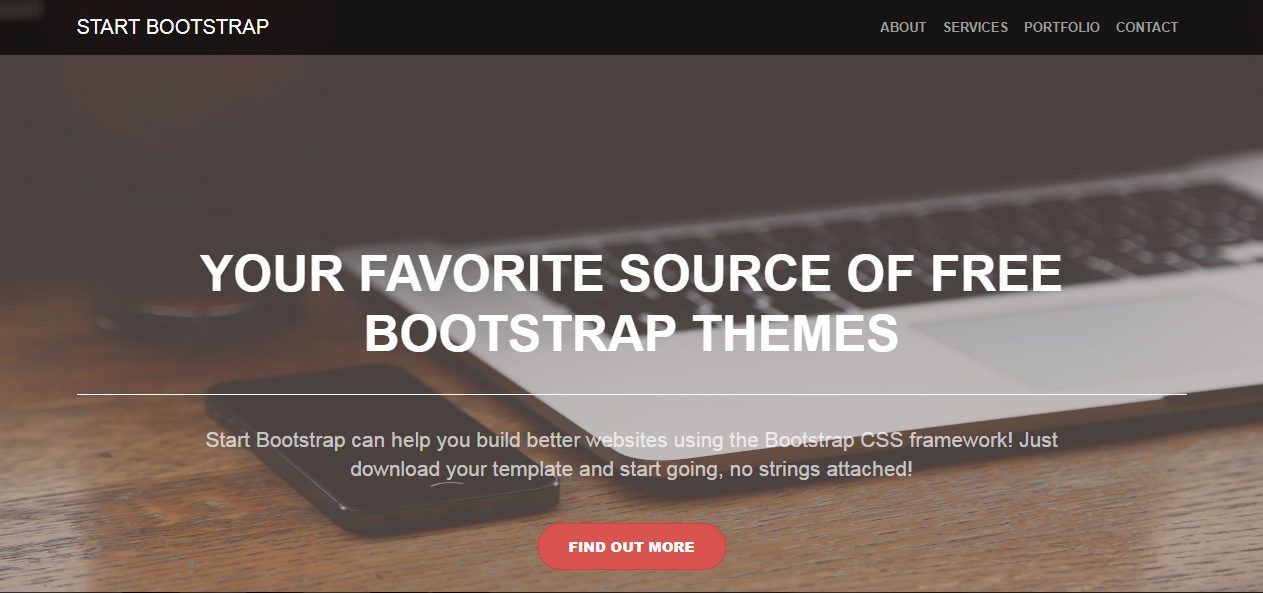 START BOOTSTRAP
ABOUT SERVICES PORTFOLIO CONTACT
YOUR FAVORITE SOURCE OF FREE
BOOTSTRAP THEMES
Start Bootstrap can help you build better websites using the Bootstrap CSS framework! Just
download your template and start going, no strings attached!
FIND OUT MORE